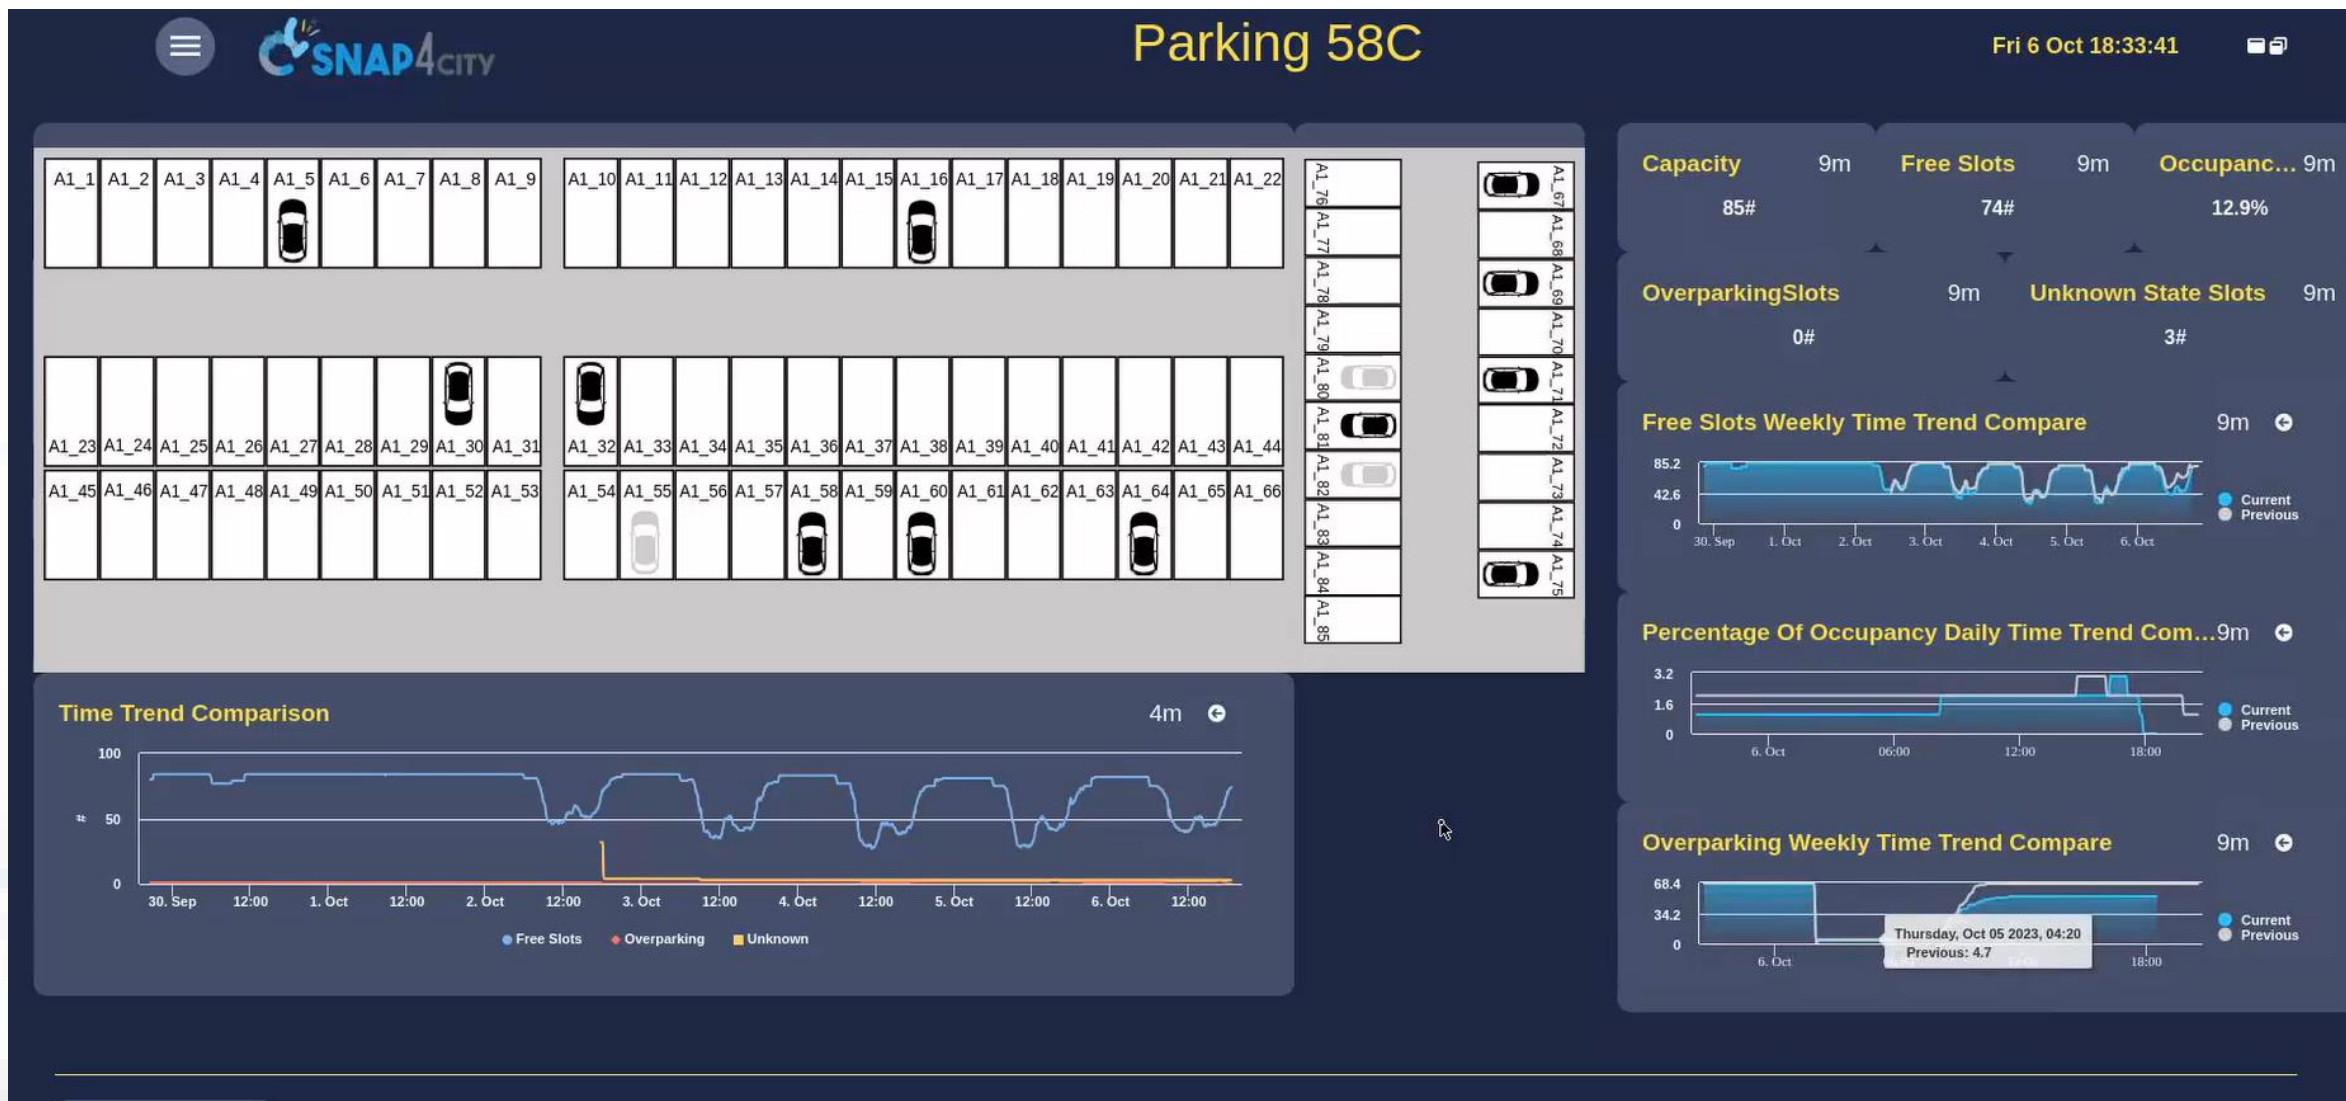 SNAP4CITY
Parking 58C
Fri 6 Oct 18:33:41
A1_1 A1_2 A1_3 A1_4 A1_5 A1_6 A1_7 A1_8 A1_9 A1_10 A1_11 A1_12 A1_13 A1_14 A1_15 A1_16 A1_17 A1_18 A1_19 A1_20 A1_21 A1_22
A1_23 A1_24 A1_25 A1_26 A1_27 A1_28 A1_29 A1_30 A1_31 A1_32 A1_33 A1_34 A1_35 A1_36 A1_37 A1_38 A1_39 A1_40 A1_41 A1_42 A1_43 A1_44
A1_45 A1_46 A1_47 A1_48 A1_49 A1_50 A1_51 A1_52 A1_53 A1_54 A1_55 A1_56 A1_57 A1_58 A1_59 A1_60 A1_61 A1_62 A1_63 A1_64 A1_65 A1_66
A1_76
A1_77
A1_78
A1_79
A1_80
A1_81
A1_82
A1_83
A1_84
A1_85
A1_67
A1_68
A1_69
A1_70
A1_71
A1_72
A1_73
A1_74
A1_75
Capacity 9m
85#
Free Slots 9m
74#
Occupanc... 9m
12.9%
OverparkingSlots 9m
0#
Unknown State Slots 9m
3#
Free Slots Weekly Time Trend Compare 9m
85.2
42.6
0
30. Sep 1. Oct 2. Oct 3. Oct 4. Oct 5. Oct 6. Oct
Current
Previous
Percentage Of Occupancy Daily Time Trend Com... 9m
3.2
1.6
0
6. Oct 06:00 12:00 18:00
Current
Previous
Overparking Weekly Time Trend Compare 9m
68.4
34.2
0
Thursday, Oct 05 2023, 04:20
Previous: 4.7
6. Oct 18:00
Current
Previous
Time Trend Comparison 4m
100
# 50
0
30. Sep 12:00 1. Oct 12:00 2. Oct 12:00 3. Oct 12:00 4. Oct 12:00 5. Oct 12:00 6. Oct 12:00
Free Slots Overparking Unknown